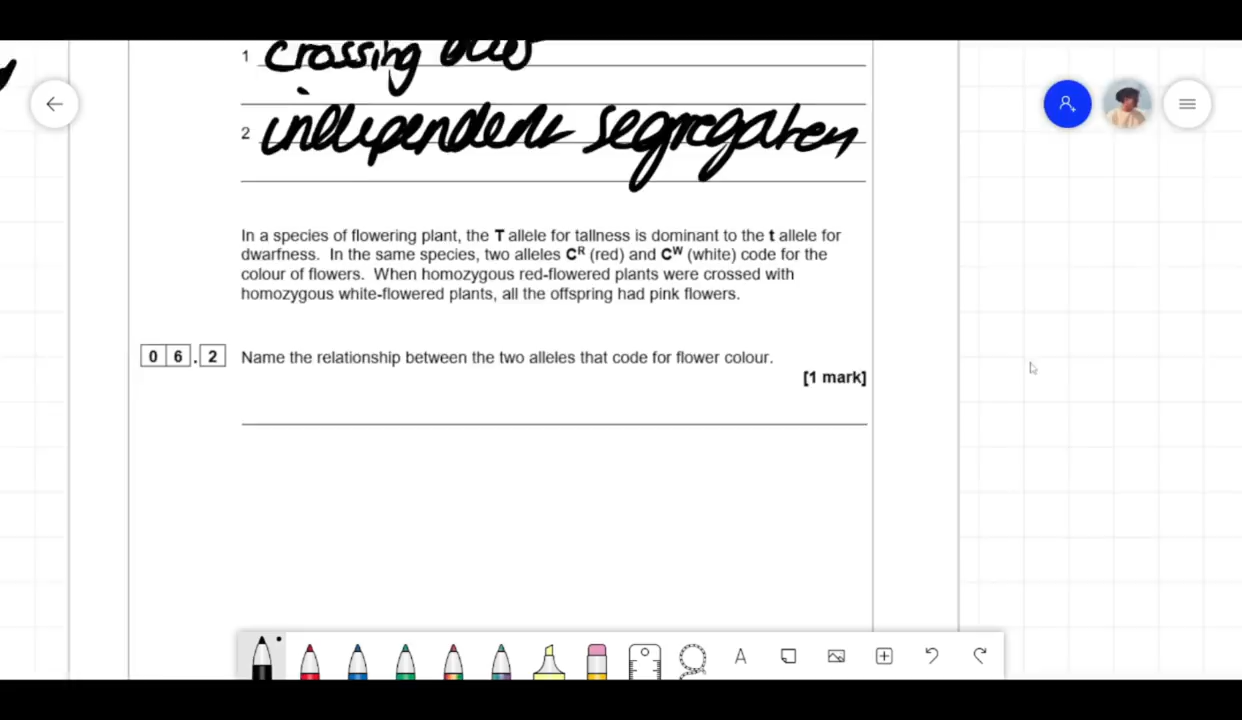 1 crossing over
2 independent segregation
In a species of flowering plant, the T allele for tallness is dominant to the t allele for
dwarfness. In the same species, two alleles Cᴿ (red) and Cᵂ (white) code for the
colour of flowers. When homozygous red-flowered plants were crossed with
homozygous white-flowered plants, all the offspring had pink flowers.
0 6 . 2 Name the relationship between the two alleles that code for flower colour.
[1 mark]
A